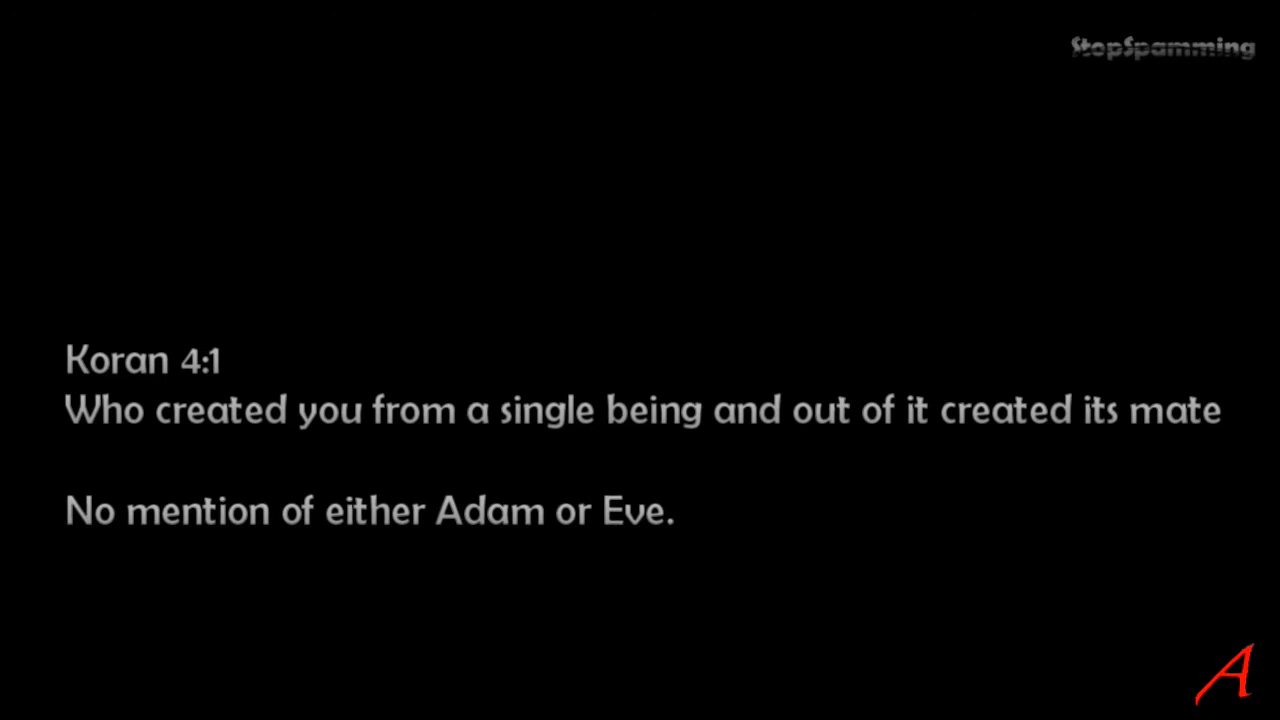 StopSpamming
Koran 4:1
Who created you from a single being and out of it created its mate
No mention of either Adam or Eve.
A